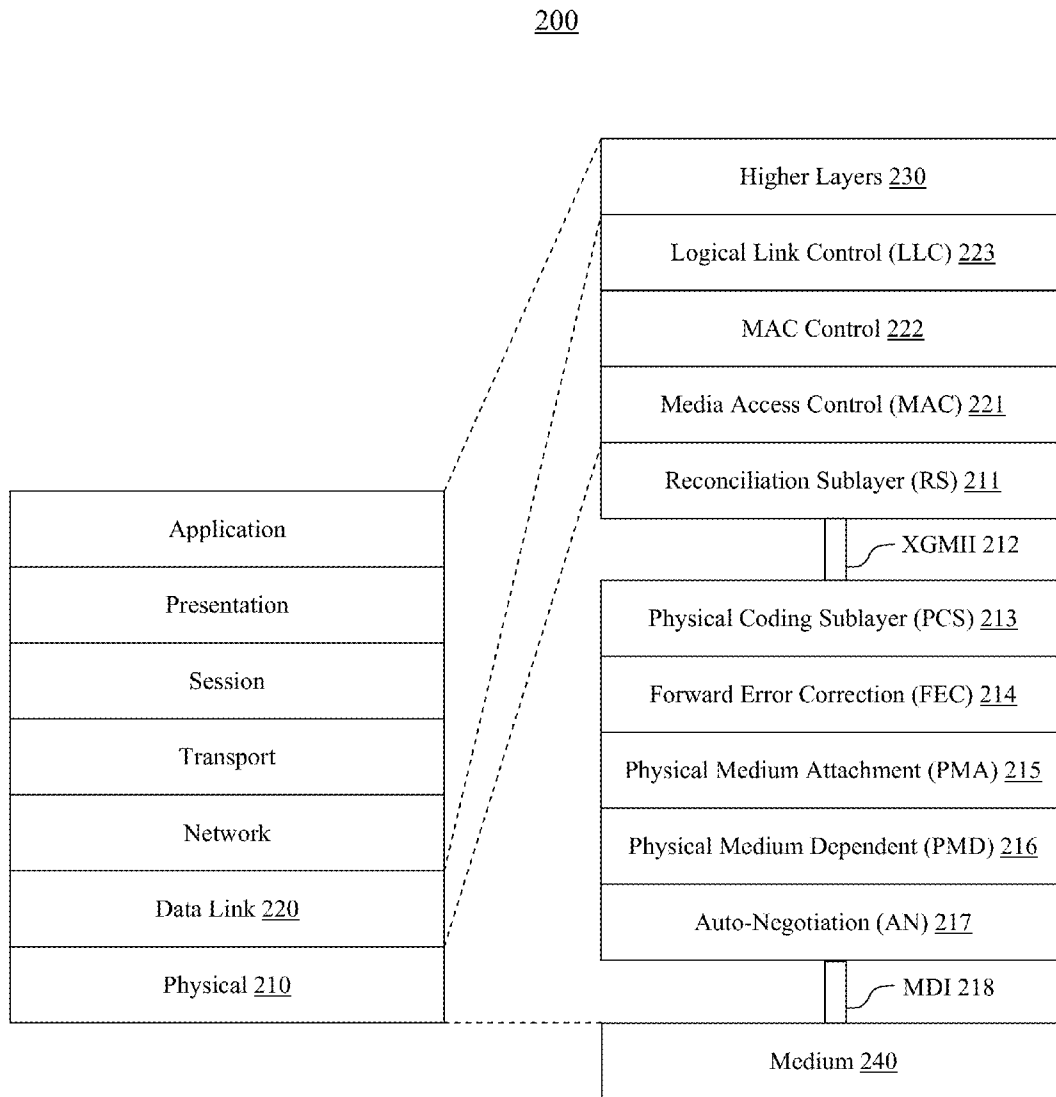 200
Higher Layers 230
Logical Link Control (LLC) 223
MAC Control 222
Media Access Control (MAC) 221
Reconciliation Sublayer (RS) 211
XGMII 212
Physical Coding Sublayer (PCS) 213
Forward Error Correction (FEC) 214
Physical Medium Attachment (PMA) 215
Physical Medium Dependent (PMD) 216
Auto-Negotiation (AN) 217
MDI 218
Medium 240
Application
Presentation
Session
Transport
Network
Data Link 220
Physical 210